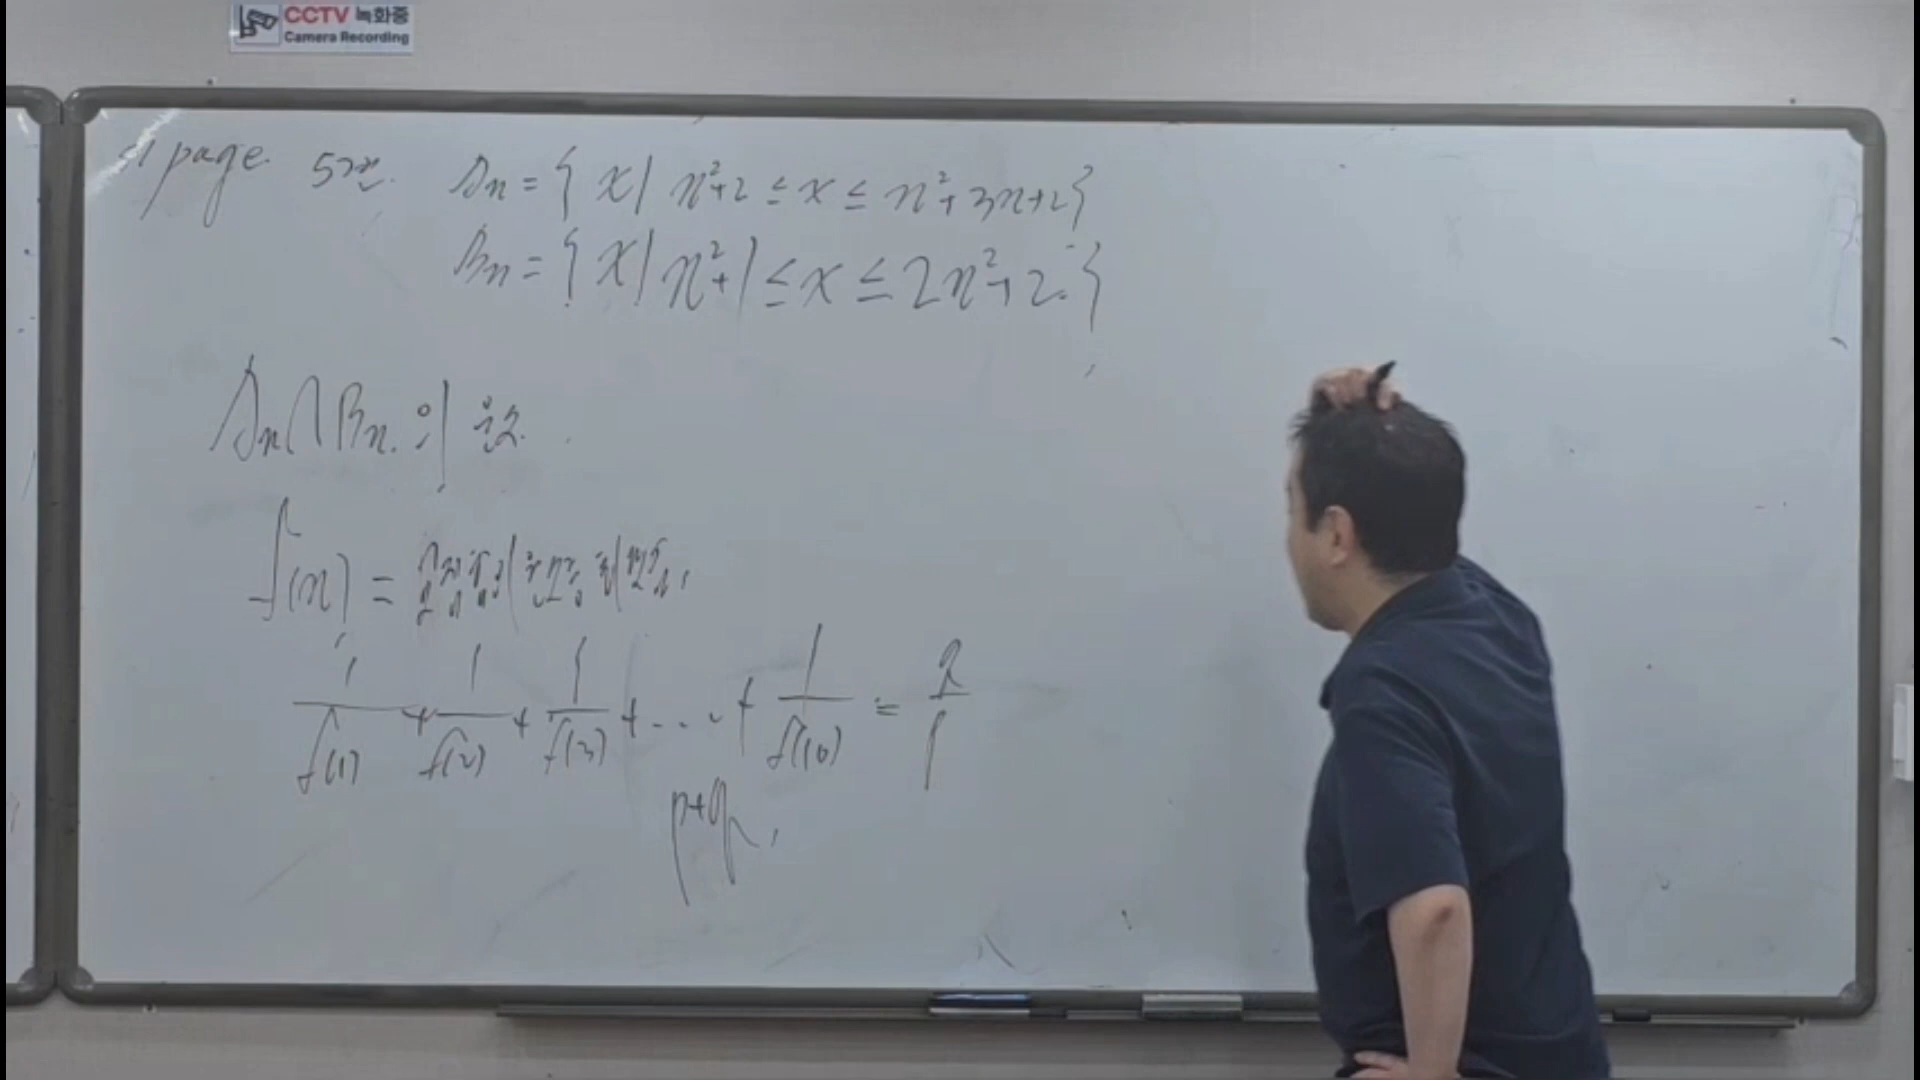 CCTV 녹화중
Camera Recording
page 5번. An = { x | n²+2 ≤ x ≤ n²+3n+2}
Bn = { x | n²+1 ≤ x ≤ 2n²+2 }
An∩Bn. 의 원소
f(n) =
1/f(1) + 1/f(2) + 1/f(3) + ... + 1/f(10) = q/p
p+q,